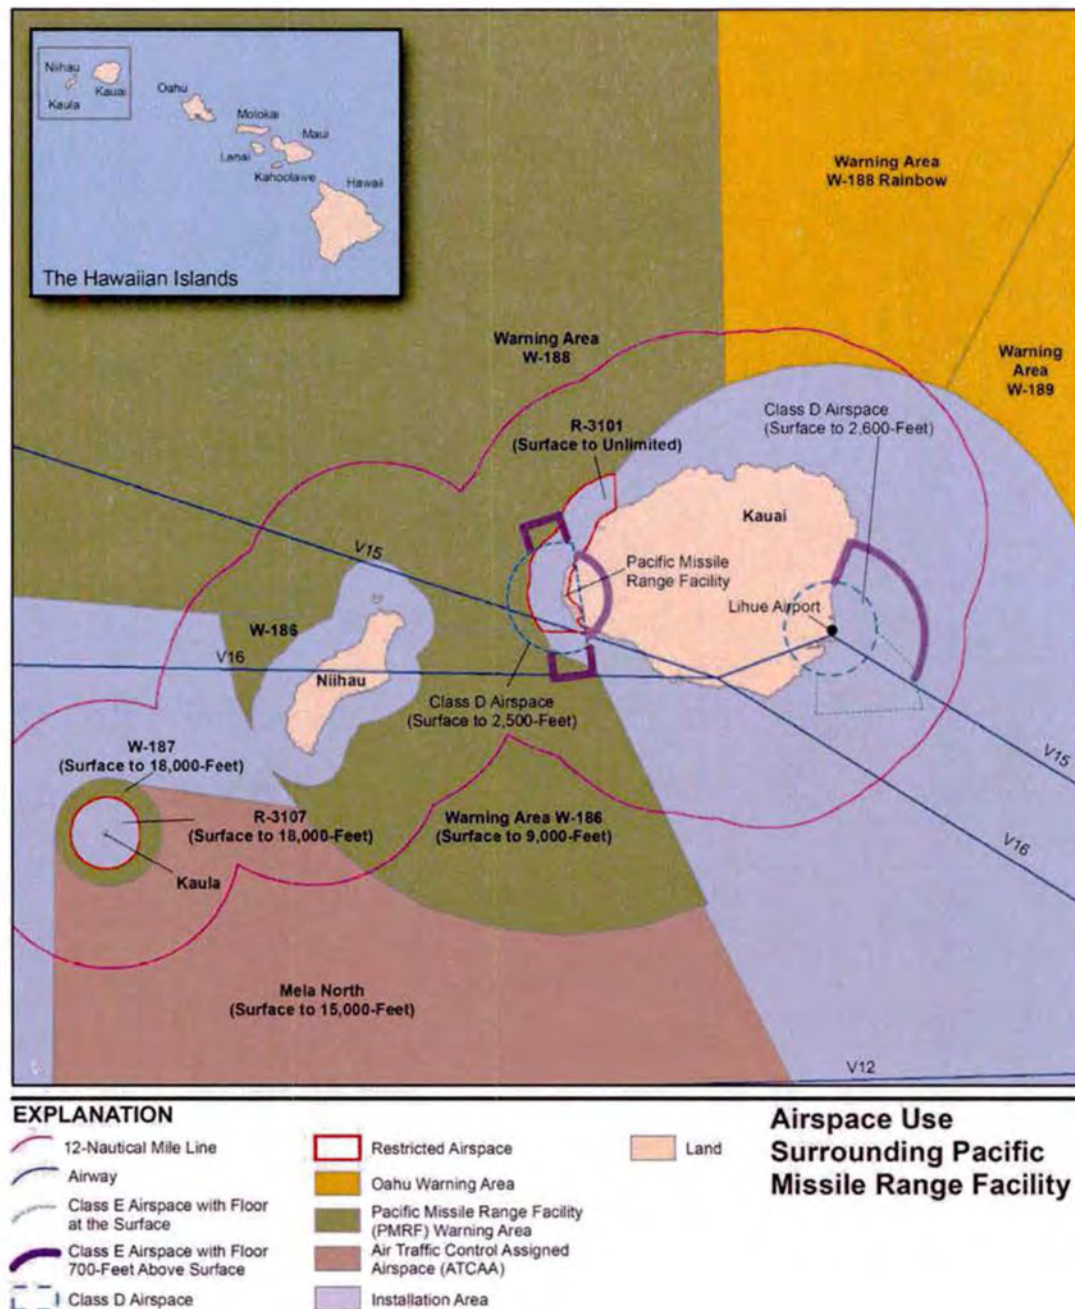 Niihau
Kauai
Kaula
Oahu
Molokai
Maui
Lanai
Kahoolawe
Hawaii
The Hawaiian Islands
Warning Area
W-188 Rainbow
Warning Area
W-188
Warning
Area
W-189
Class D Airspace
(Surface to 2,600-Feet)
R-3101
(Surface to Unlimited)
Kauai
V15
Pacific Missile
Range Facility
Lihue Airport
W-186
V16
Niihau
Class D Airspace
(Surface to 2,500-Feet)
W-187
(Surface to 18,000-Feet)
V15
R-3107
(Surface to 18,000-Feet)
Warning Area W-186
(Surface to 9,000-Feet)
V16
Kaula
Mela North
(Surface to 15,000-Feet)
V12
EXPLANATION
12-Nautical Mile Line
Airway
Class E Airspace with Floor
at the Surface
Class E Airspace with Floor
700-Feet Above Surface
Class D Airspace
Restricted Airspace
Oahu Warning Area
Pacific Missile Range Facility
(PMRF) Warning Area
Air Traffic Control Assigned
Airspace (ATCAA)
Installation Area
Land
Airspace Use
Surrounding Pacific
Missile Range Facility